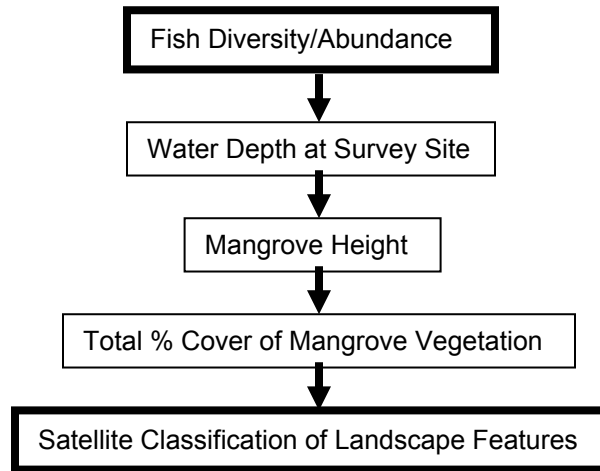 Fish Diversity/Abundance
Water Depth at Survey Site
Mangrove Height
Total % Cover of Mangrove Vegetation
Satellite Classification of Landscape Features